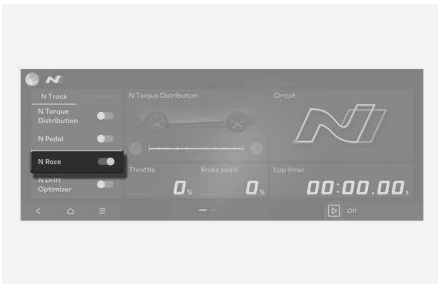 N Track
N Torque Distribution
Circuit
N Torque
Distribution
N Pedal
N Race
N Drift
Optimizer
Throttle
Brake pedal
Lap timer
0%
0%
00:00.00s
Off